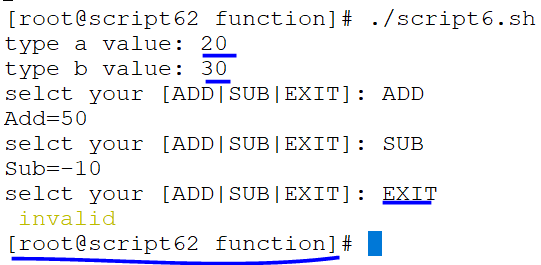 [root@script62 function]# ./script6.sh
type a value: 20
type b value: 30
selct your [ADD|SUB|EXIT]: ADD
Add=50
selct your [ADD|SUB|EXIT]: SUB
Sub=-10
selct your [ADD|SUB|EXIT]: EXIT
invalid
[root@script62 function]#